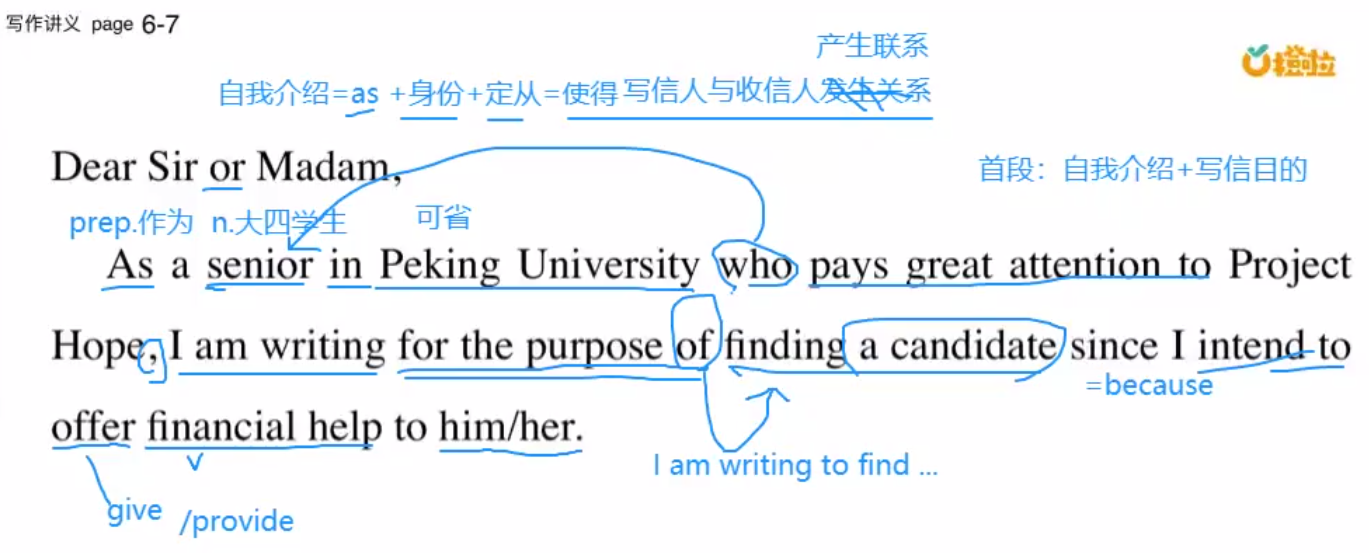 写作讲义 page 6-7
产生联系
橙啦
自我介绍=as +身份+定从=使得 写信人与收信人发生关系
Dear Sir or Madam,
首段：自我介绍+写信目的
prep.作为 n.大四学生 可省
As a senior in Peking University who pays great attention to Project
Hope, I am writing for the purpose of finding a candidate since I intend to
=because
offer financial help to him/her.
I am writing to find ...
give /provide